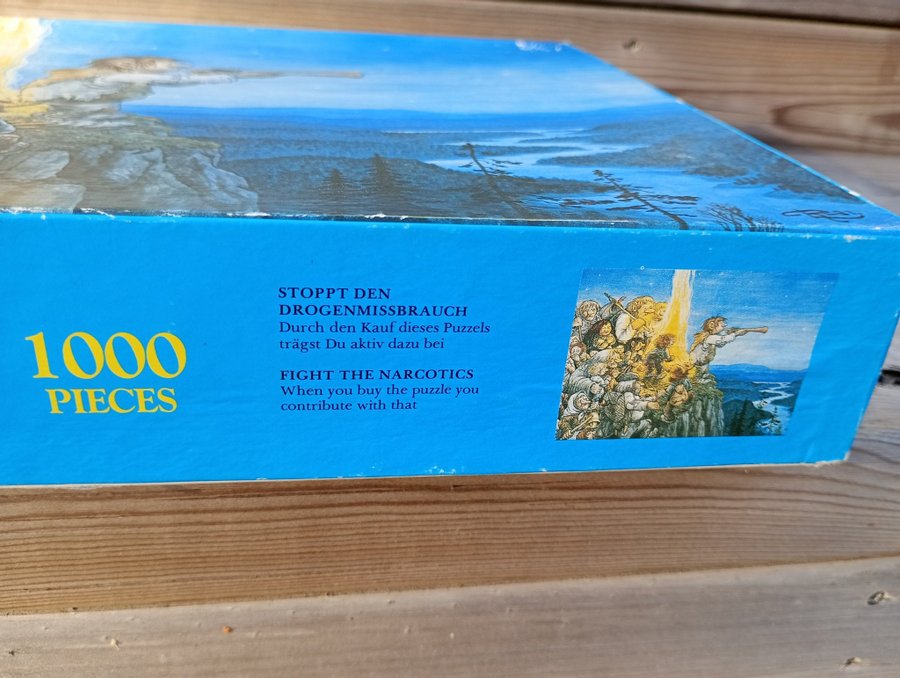 1000
PIECES
STOPPT DEN
DROGENMISSBRAUCH
Durch den Kauf dieses Puzzels
trägst Du aktiv dazu bei
FIGHT THE NARCOTICS
When you buy the puzzle you
contribute with that